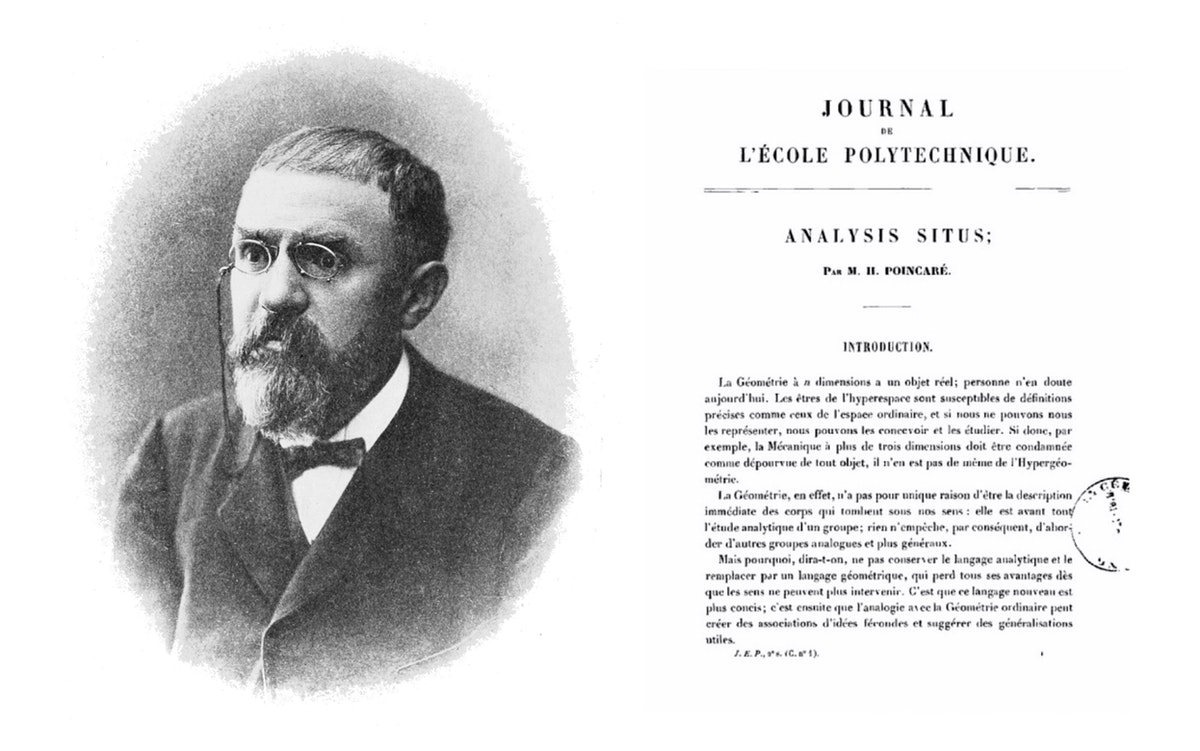 JOURNAL
DE
L'ÉCOLE POLYTECHNIQUE.
ANALYSIS SITUS;
PAR M. H. POINCARÉ.
INTRODUCTION.
La Géométrie à n dimensions a un objet réel; personne n'en doute
aujourd'hui. Les êtres de l'hyperespace sont susceptibles de définitions
précises comme ceux de l'espace ordinaire, et si nous ne pouvons nous
les représenter, nous pouvons les concevoir et les étudier. Si donc, par
exemple, la Mécanique à plus de trois dimensions doit être condamnée
comme dépourvue de tout objet, il n'en est pas de même de l'Hypergéo-
métrie.
La Géométrie, en effet, n'a pas pour unique raison d'être la description
immédiate des corps qui tombent sous nos sens : elle est avant tout
l'étude analytique d'un groupe; rien n'empêche, par conséquent, d'abor-
der d'autres groupes analogues et plus généraux.
Mais pourquoi, dira-t-on, ne pas conserver le langage analytique et le
remplacer par un langage géométrique, qui perd tous ses avantages dès
que les sens ne peuvent plus intervenir. C'est que ce langage nouveau est
plus concis; c'est ensuite que l'analogie avec la Géométrie ordinaire peut
créer des associations d'idées fécondes et suggérer des généralisations
utiles.
J. E. P., 2e s. (C. n° 1).